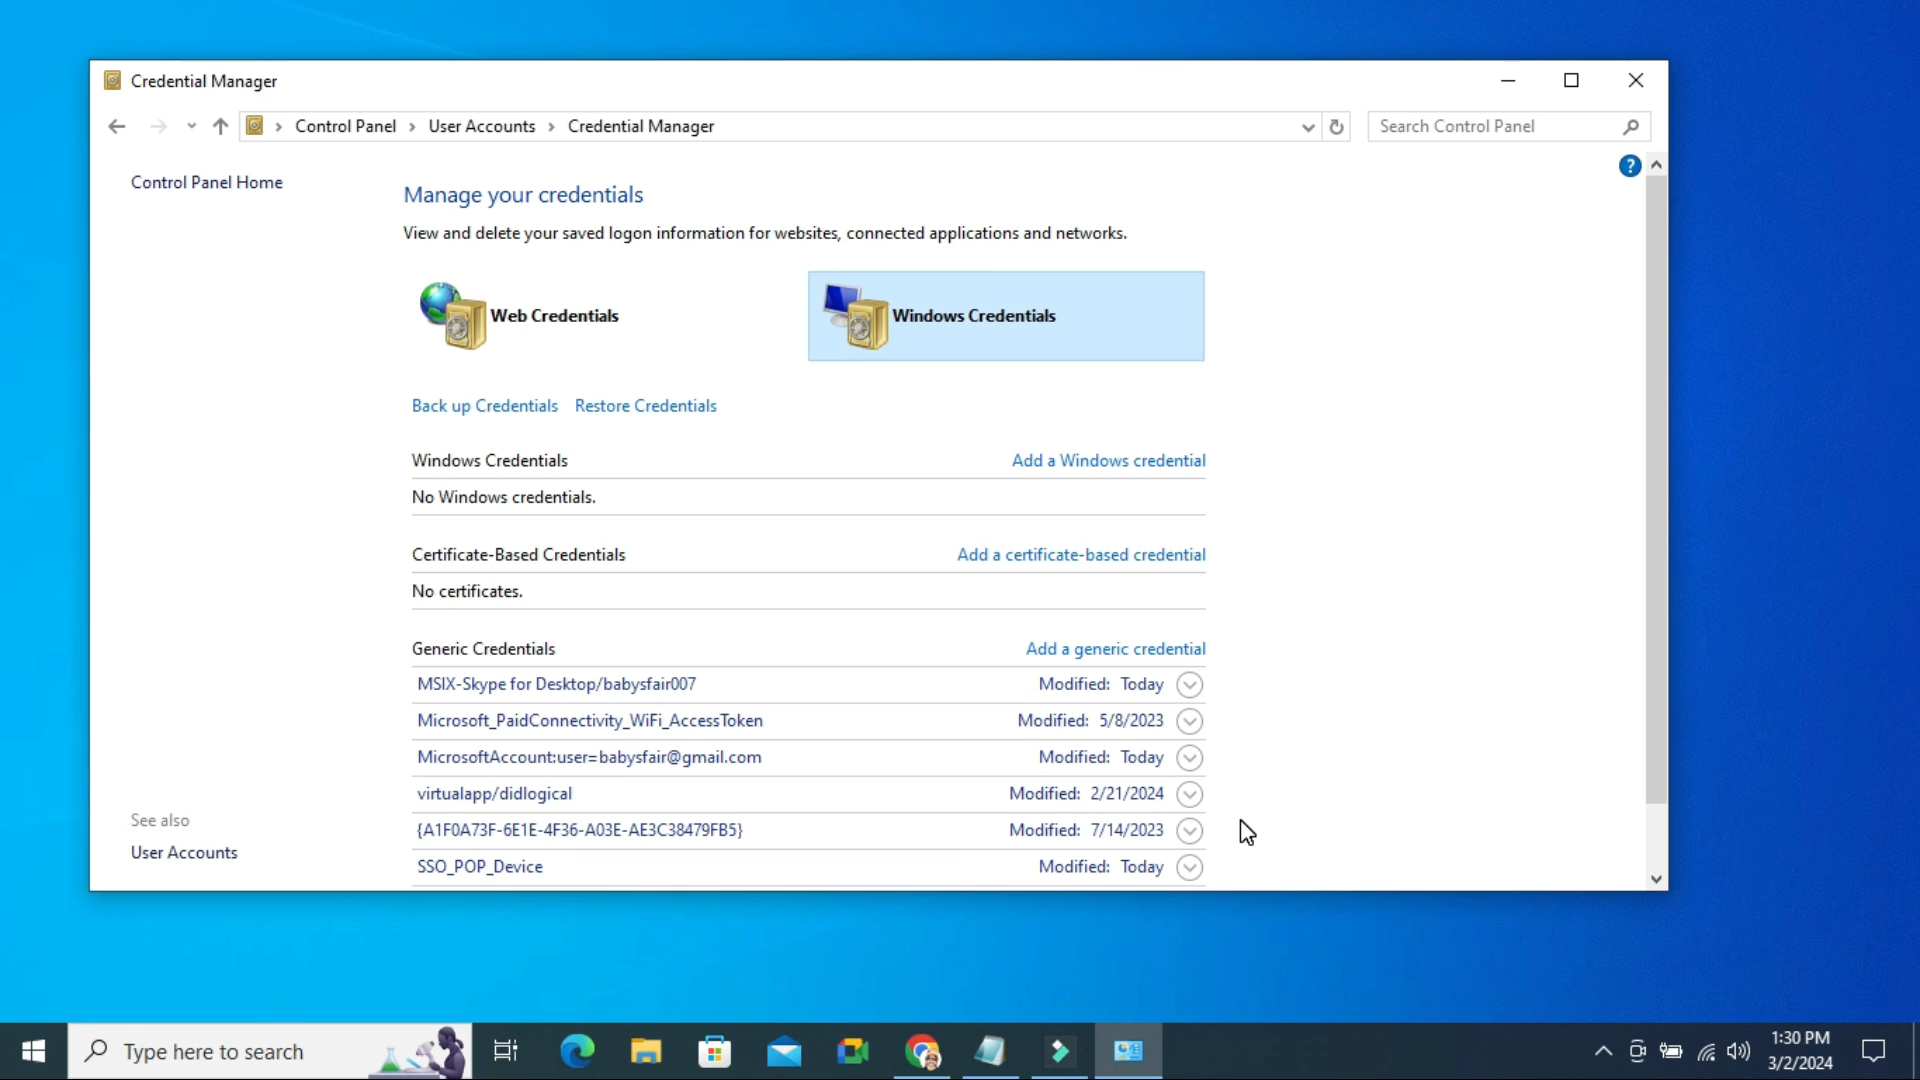 Credential Manager
Control Panel > User Accounts > Credential Manager
Search Control Panel
?
Control Panel Home
Manage your credentials
View and delete your saved logon information for websites, connected applications and networks.
Web Credentials
Windows Credentials
Back up Credentials Restore Credentials
Windows Credentials Add a Windows credential
No Windows credentials.
Certificate-Based Credentials Add a certificate-based credential
No certificates.
Generic Credentials Add a generic credential
MSIX-Skype for Desktop/babysfair007 Modified: Today
Microsoft_PaidConnectivity_WiFi_AccessToken Modified: 5/8/2023
MicrosoftAccount:user=babysfair@gmail.com Modified: Today
virtualapp/didlogical Modified: 2/21/2024
{A1F0A73F-6E1E-4F36-A03E-AE3C38479FB5} Modified: 7/14/2023
SSO_POP_Device Modified: Today
See also
User Accounts
Type here to search
1:30 PM
3/2/2024